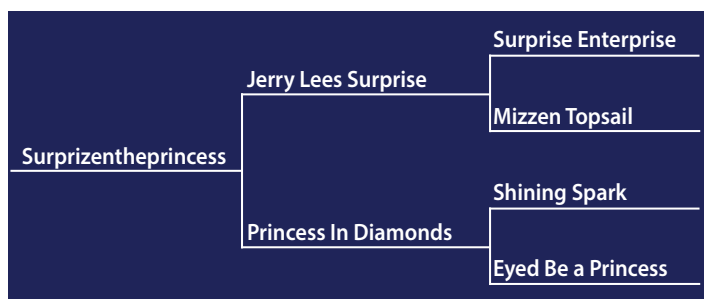 Surprise Enterprise
Jerry Lees Surprise
Mizzen Topsail
Surprizentheprincess
Shining Spark
Princess In Diamonds
Eyed Be a Princess